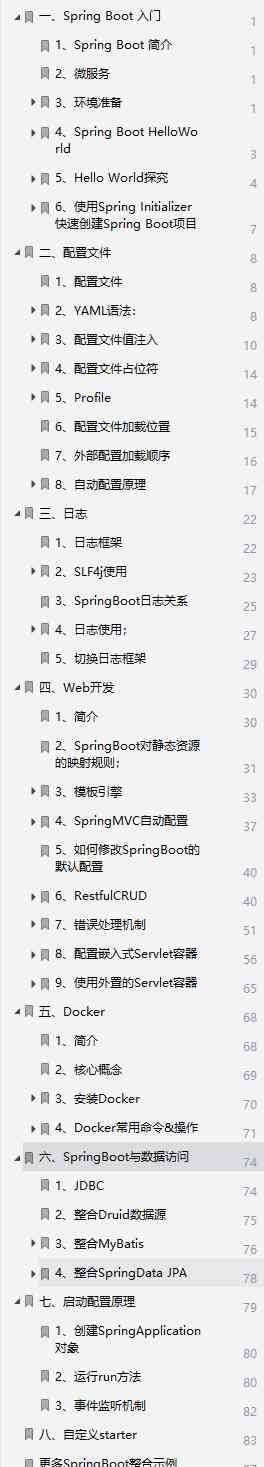 一、Spring Boot 入门 1
1、Spring Boot 简介 1
2、微服务 1
3、环境准备 1
4、Spring Boot HelloWo
rld 3
5、Hello World探究 4
6、使用Spring Initializer
快速创建Spring Boot项目 7
二、配置文件 8
1、配置文件 8
2、YAML语法： 8
3、配置文件值注入 10
4、配置文件占位符 14
5、Profile 14
6、配置文件加载位置 15
7、外部配置加载顺序 16
8、自动配置原理 17
三、日志 22
1、日志框架 22
2、SLF4j使用 23
3、SpringBoot日志关系 25
4、日志使用； 27
5、切换日志框架 29
四、Web开发 30
1、简介 30
2、SpringBoot对静态资源
的映射规则； 31
3、模板引擎 33
4、SpringMVC自动配置 37
5、如何修改SpringBoot的
默认配置 40
6、RestfulCRUD 40
7、错误处理机制 51
8、配置嵌入式Servlet容器 56
9、使用外置的Servlet容器 65
五、Docker 68
1、简介 68
2、核心概念 69
3、安装Docker 70
4、Docker常用命令&操作 71
六、SpringBoot与数据访问 74
1、JDBC 74
2、整合Druid数据源 75
3、整合MyBatis 76
4、整合SpringData JPA 78
七、启动配置原理 79
1、创建SpringApplication
对象 80
2、运行run方法 80
3、事件监听机制 82
八、自定义starter 83
更多SpringBoot整合示例